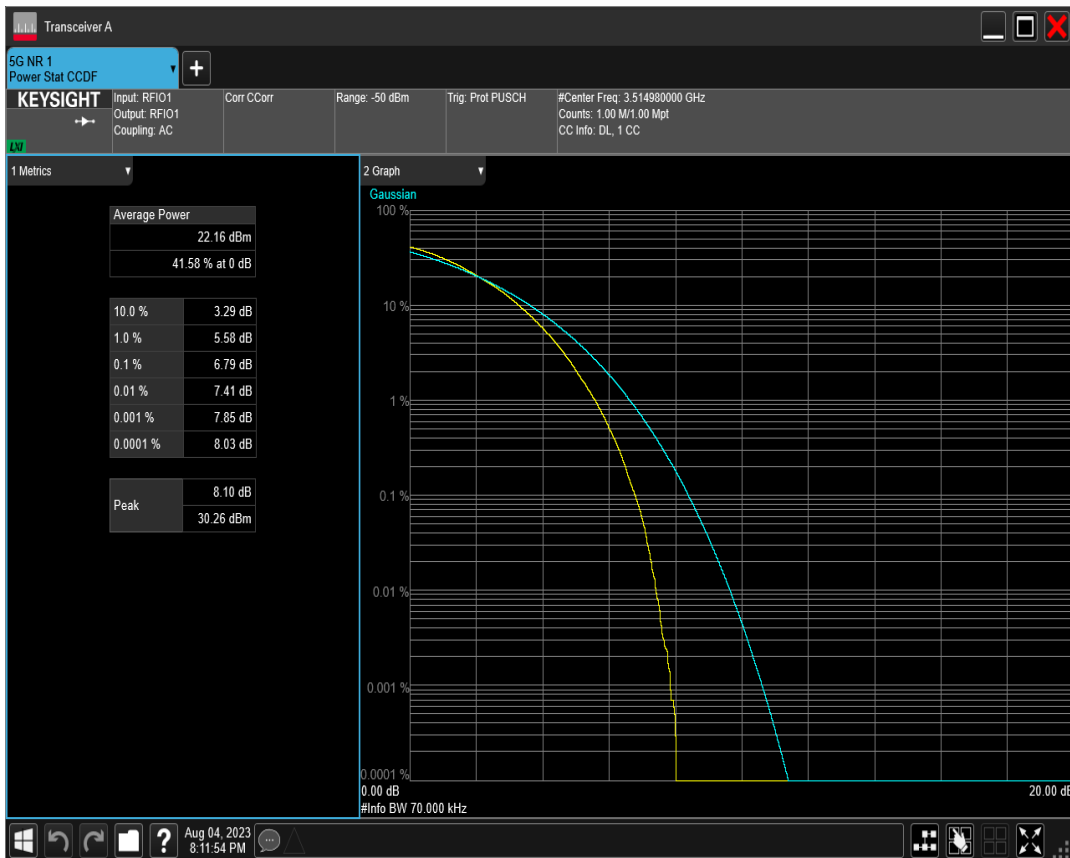 Transceiver A
5G NR 1
Power Stat CCDF
+
KEYSIGHT
LXI
Input: RFIO1
Output: RFIO1
Coupling: AC
Corr CCorr
Range: -50 dBm
Trig: Prot PUSCH
#Center Freq: 3.514980000 GHz
Counts: 1.00 M/1.00 Mpt
CC Info: DL, 1 CC
1 Metrics
Average Power
22.16 dBm
41.58 % at 0 dB
10.0 % 3.29 dB
1.0 % 5.58 dB
0.1 % 6.79 dB
0.01 % 7.41 dB
0.001 % 7.85 dB
0.0001 % 8.03 dB
Peak
8.10 dB
30.26 dBm
2 Graph
Gaussian
100 %
10 %
1 %
0.1 %
0.01 %
0.001 %
0.0001 %
0.00 dB
20.00 dB
#Info BW 70.000 kHz
?
Aug 04, 2023
8:11:54 PM